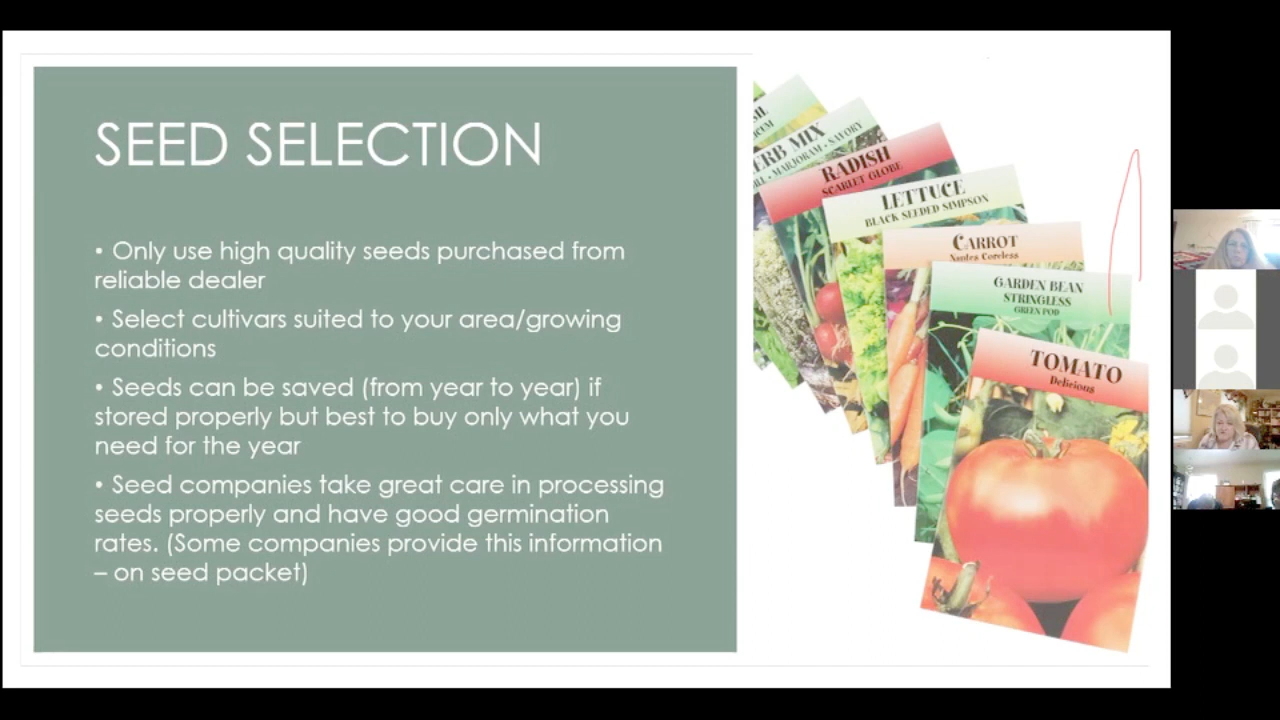 SEED SELECTION
• Only use high quality seeds purchased from
reliable dealer
• Select cultivars suited to your area/growing
conditions
• Seeds can be saved (from year to year) if
stored properly but best to buy only what you
need for the year
• Seed companies take great care in processing
seeds properly and have good germination
rates. (Some companies provide this information
– on seed packet)
MIX
MARJORAM • SAVORY
RADISH
SCARLET GLOBE
LETTUCE
BLACK SEEDED SIMPSON
CARROT
Nantes Coreless
GARDEN BEAN
STRINGLESS
GREEN POD
TOMATO
Delicious